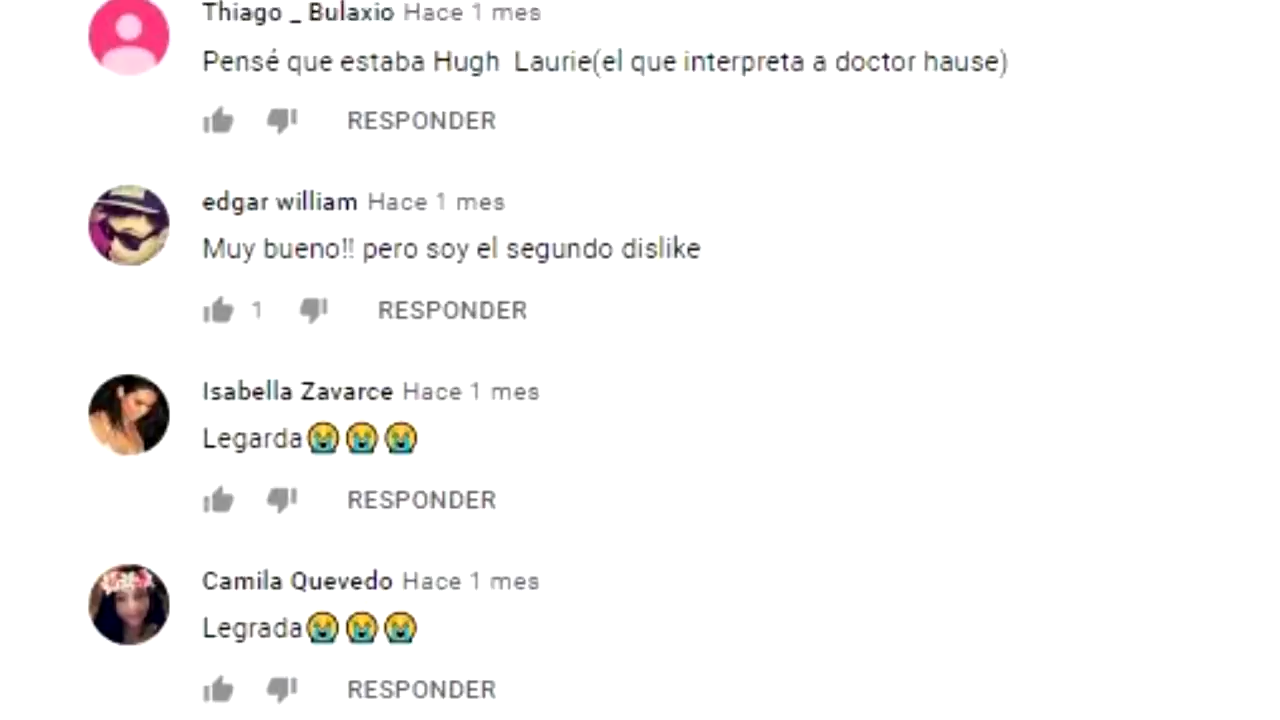 Thiago _ Bulaxio Hace 1 mes
Pensé que estaba Hugh Laurie(el que interpreta a doctor hause)
RESPONDER
edgar william Hace 1 mes
Muy bueno!! pero soy el segundo dislike
1 RESPONDER
Isabella Zavarce Hace 1 mes
Legarda😭😭😭
RESPONDER
Camila Quevedo Hace 1 mes
Legrada😭😭😭
RESPONDER